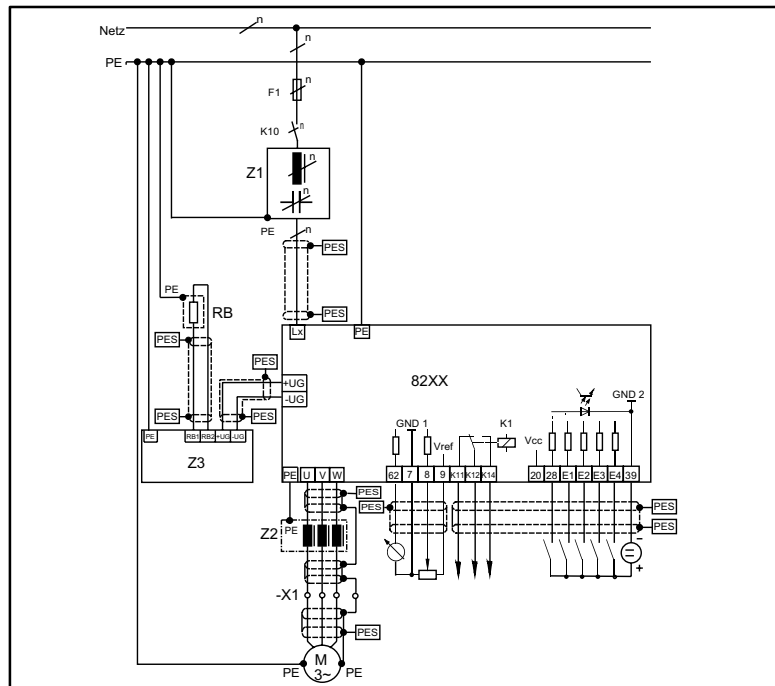 Netz
n
n
PE
F1
n
K10
n
Z1
n
n
PE
n
PES
PE
RB
PES
PES
Lx
PE
PES
+UG
-UG
82XX
GND 2
PES
PES
GND 1
K1
Vref
Vcc
PE
RB1
RB2
+UG
-UG
Z3
62
7
8
9
K11
K12
K14
20
28
E1
E2
E3
E4
39
PE
U
V
W
PES
PES
PES
PES
Z2
PE
-
+
-X1
PES
M
3~
PE
PE